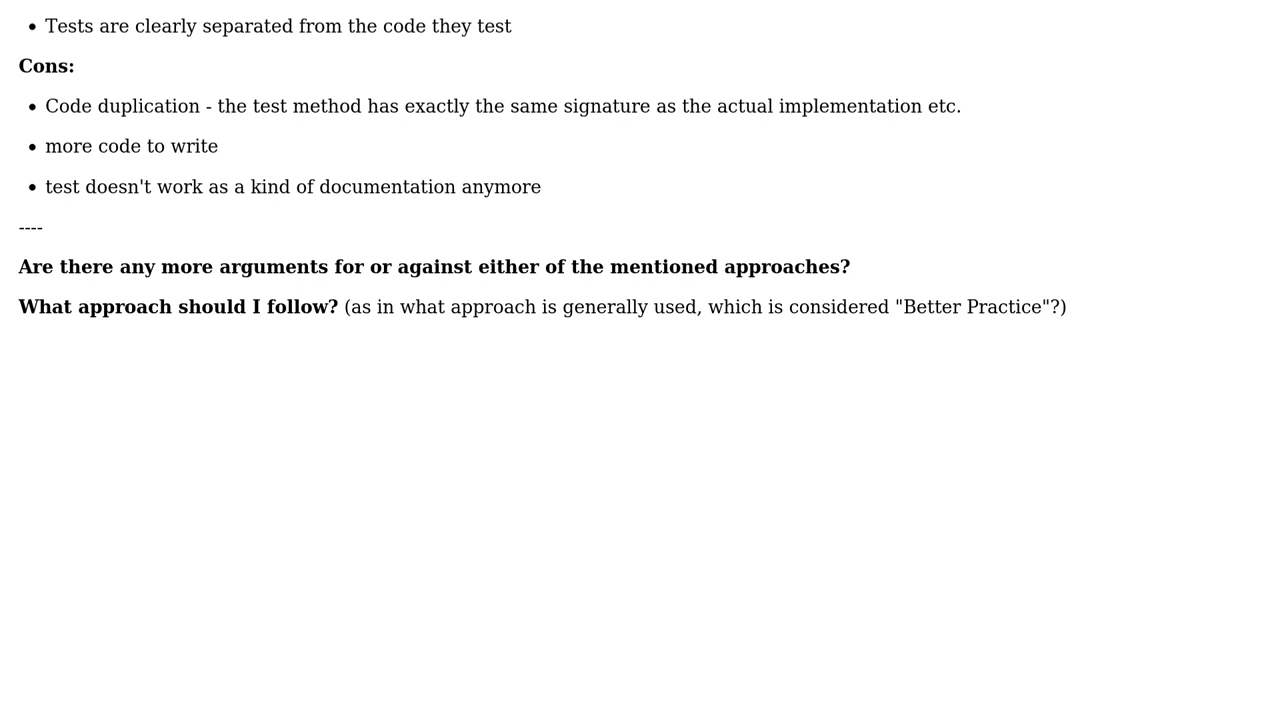 • Tests are clearly separated from the code they test
Cons:
• Code duplication - the test method has exactly the same signature as the actual implementation etc.
• more code to write
• test doesn't work as a kind of documentation anymore
----
Are there any more arguments for or against either of the mentioned approaches?
What approach should I follow? (as in what approach is generally used, which is considered "Better Practice"?)